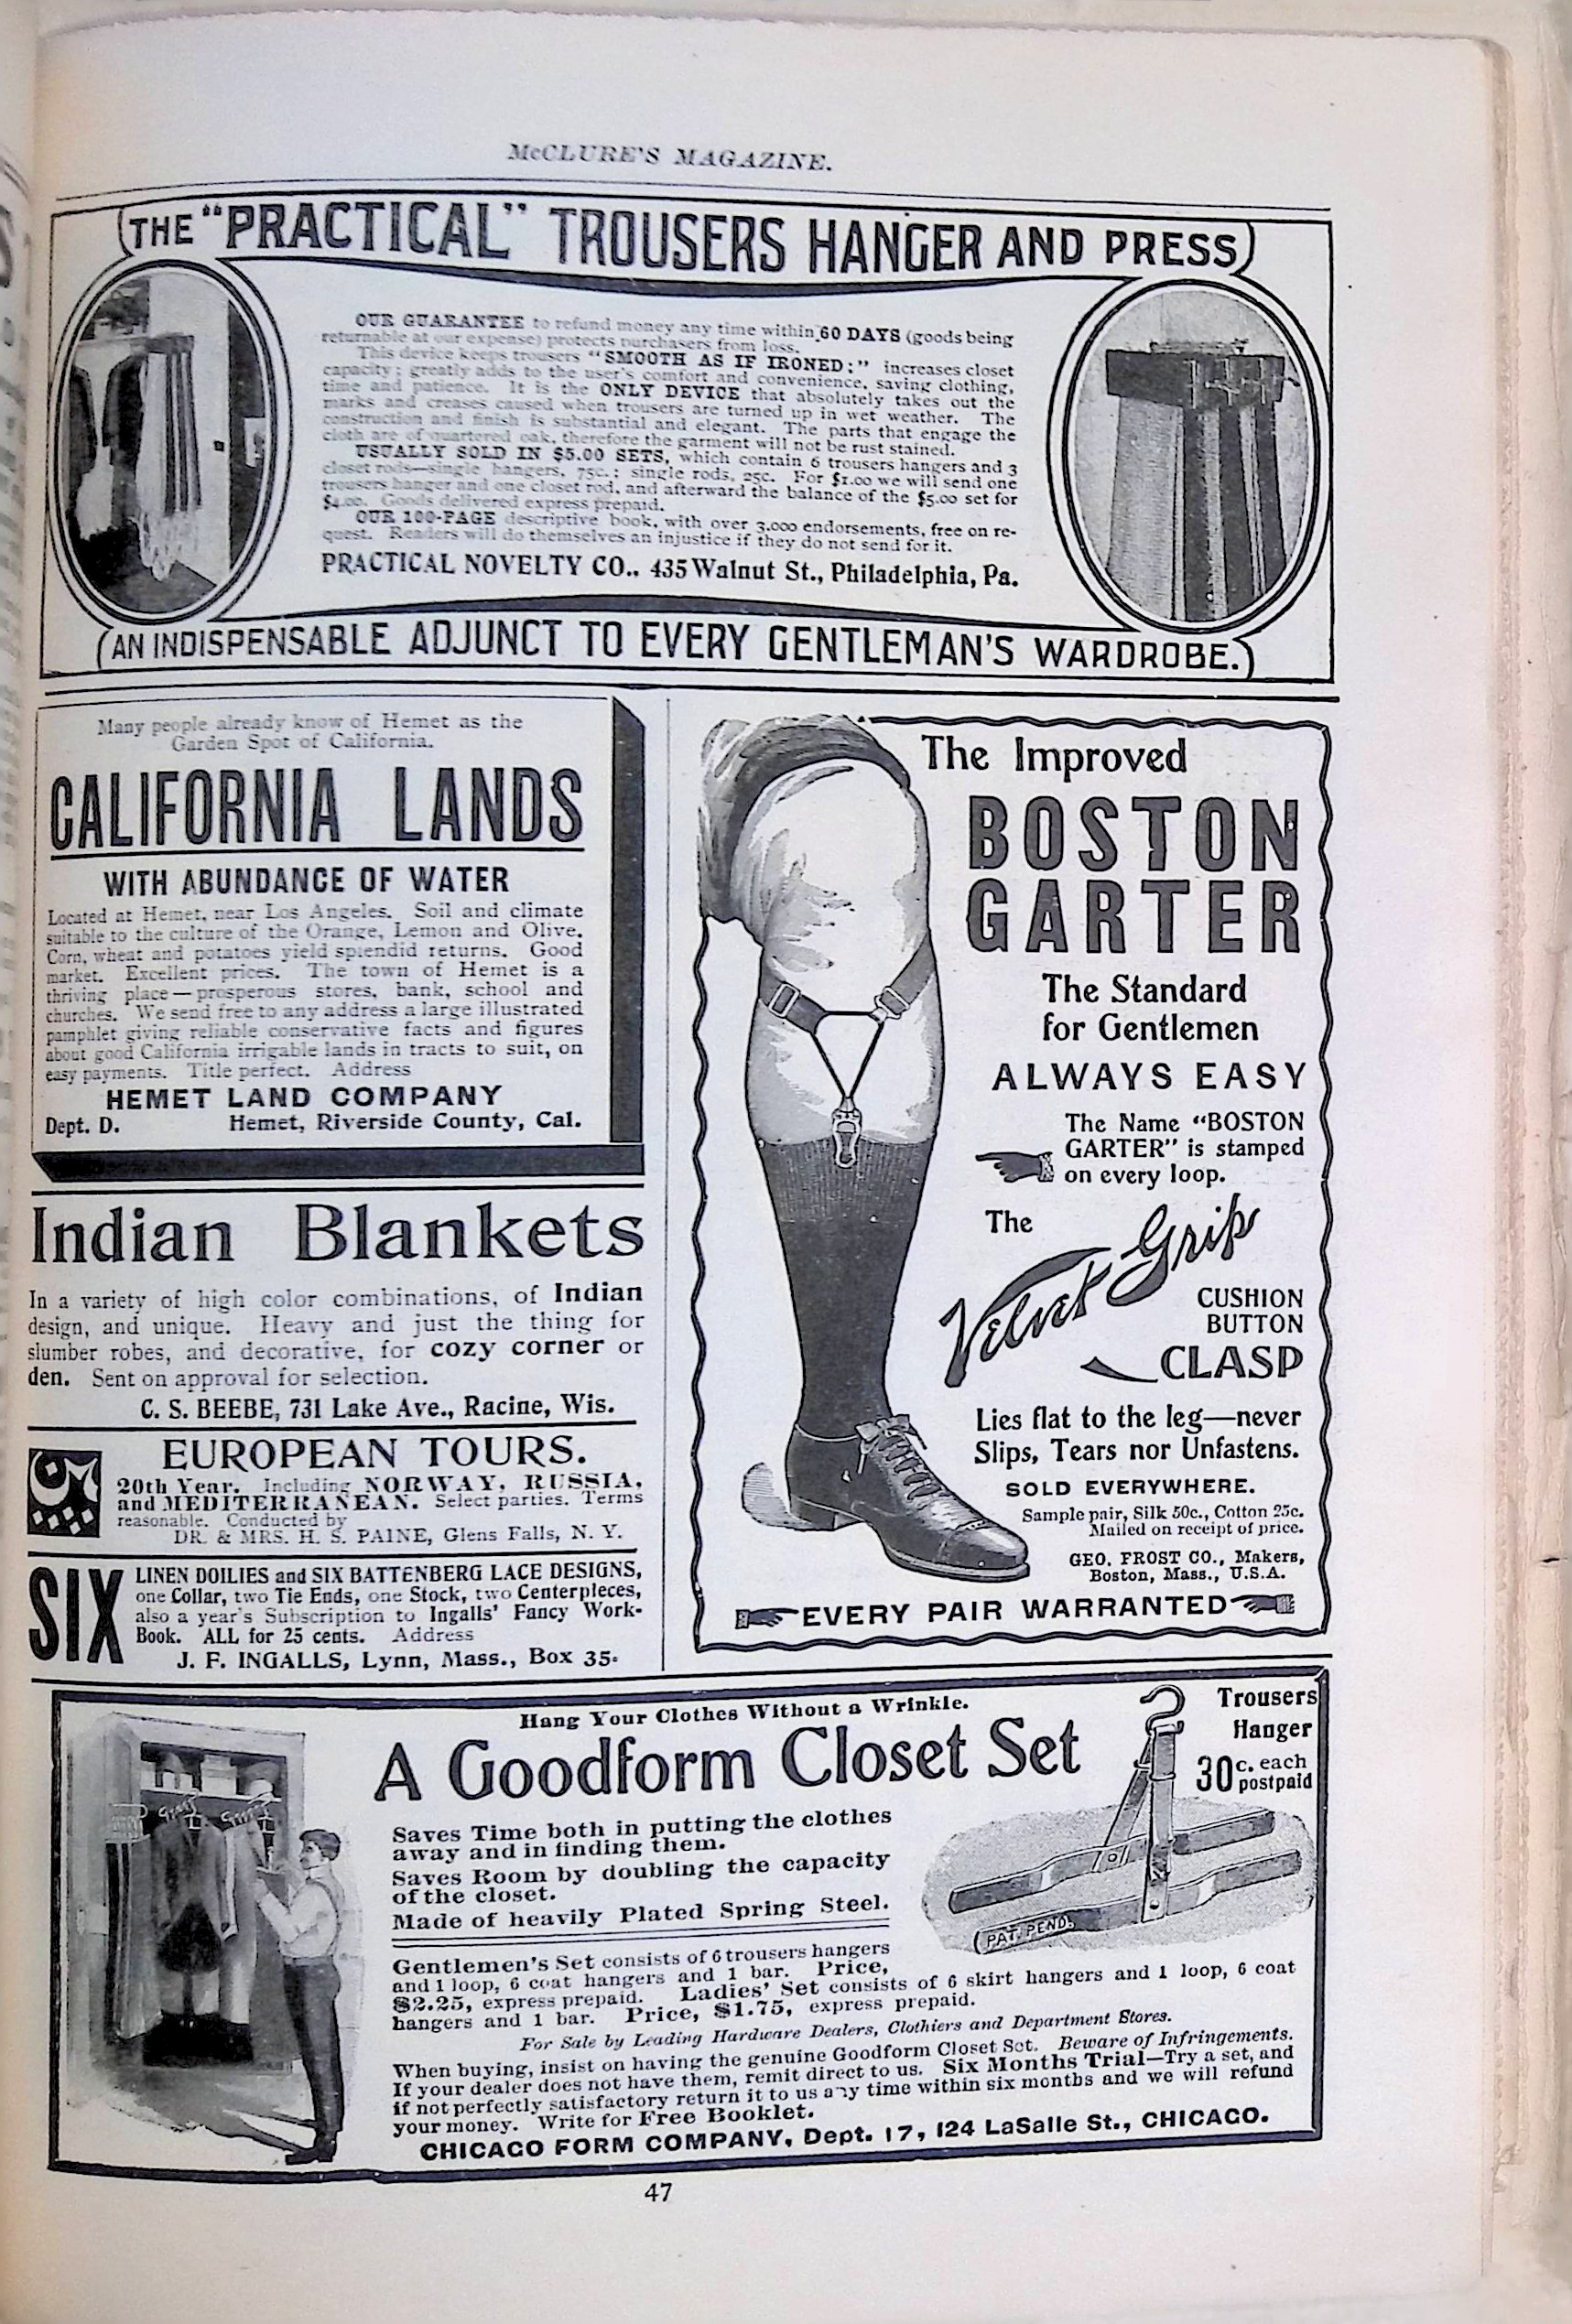 McCLURE'S MAGAZINE.
THE "PRACTICAL" TROUSERS HANGER AND PRESS
OUR GUARANTEE to refund money any time within 60 DAYS (goods being
returnable at our expense) protects purchasers from loss.
This device keeps trousers "SMOOTH AS IF IRONED;" increases closet
capacity; greatly adds to the user's comfort and convenience, saving clothing,
time and patience. It is the ONLY DEVICE that absolutely takes out the
marks and creases caused when trousers are turned up in wet weather. The
construction and finish is substantial and elegant. The parts that engage the
cloth are of quartered oak, therefore the garment will not be rust stained.
USUALLY SOLD IN $5.00 SETS, which contain 6 trousers hangers and 3
closet rods—single hangers, 75c.; single rods, 25c. For $1.00 we will send one
trousers hanger and one closet rod, and afterward the balance of the $5.00 set for
$4.00. Goods delivered express prepaid.
OUR 100-PAGE descriptive book, with over 3,000 endorsements, free on re-
quest. Readers will do themselves an injustice if they do not send for it.
PRACTICAL NOVELTY CO., 435 Walnut St., Philadelphia, Pa.
AN INDISPENSABLE ADJUNCT TO EVERY GENTLEMAN'S WARDROBE.
Many people already know of Hemet as the
Garden Spot of California.
CALIFORNIA LANDS
WITH ABUNDANCE OF WATER
Located at Hemet, near Los Angeles. Soil and climate
suitable to the culture of the Orange, Lemon and Olive.
Corn, wheat and potatoes yield splendid returns. Good
market. Excellent prices. The town of Hemet is a
thriving place—prosperous stores, bank, school and
churches. We send free to any address a large illustrated
pamphlet giving reliable conservative facts and figures
about good California irrigable lands in tracts to suit, on
easy payments. Title perfect. Address
HEMET LAND COMPANY
Dept. D. Hemet, Riverside County, Cal.
Indian Blankets
In a variety of high color combinations, of Indian
design, and unique. Heavy and just the thing for
slumber robes, and decorative, for cozy corner or
den. Sent on approval for selection.
C. S. BEEBE, 731 Lake Ave., Racine, Wis.
EUROPEAN TOURS.
20th Year. Including NORWAY, RUSSIA,
and MEDITERRANEAN. Select parties. Terms
reasonable. Conducted by
DR. & MRS. H. S. PAINE, Glens Falls, N. Y.
SIX LINEN DOILIES and SIX BATTENBERG LACE DESIGNS,
one Collar, two Tie Ends, one Stock, two Centerpieces,
also a year's Subscription to Ingalls' Fancy Work-
Book. ALL for 25 cents. Address
J. F. INGALLS, Lynn, Mass., Box 35.
The Improved
BOSTON
GARTER
The Standard
for Gentlemen
ALWAYS EASY
The Name "BOSTON
GARTER" is stamped
on every loop.
The
Velvet Grip
CUSHION
BUTTON
CLASP
Lies flat to the leg—never
Slips, Tears nor Unfastens.
SOLD EVERYWHERE.
Sample pair, Silk 50c., Cotton 25c.
Mailed on receipt of price.
GEO. FROST CO., Makers,
Boston, Mass., U.S.A.
EVERY PAIR WARRANTED
Hang Your Clothes Without a Wrinkle.
A Goodform Closet Set
Trousers
Hanger
30c. each
postpaid
PAT. PEND.
Saves Time both in putting the clothes
away and in finding them.
Saves Room by doubling the capacity
of the closet.
Made of heavily Plated Spring Steel.
Gentlemen's Set consists of 6 trousers hangers
and 1 loop, 6 coat hangers and 1 bar. Price,
$2.25, express prepaid. Ladies' Set consists of 6 skirt hangers and 1 loop, 6 coat
hangers and 1 bar. Price, $1.75, express prepaid.
For Sale by Leading Hardware Dealers, Clothiers and Department Stores.
When buying, insist on having the genuine Goodform Closet Set. Beware of Infringements.
If your dealer does not have them, remit direct to us. Six Months Trial—Try a set, and
if not perfectly satisfactory return it to us any time within six months and we will refund
your money. Write for Free Booklet.
CHICAGO FORM COMPANY, Dept. 17, 124 LaSalle St., CHICAGO.
47